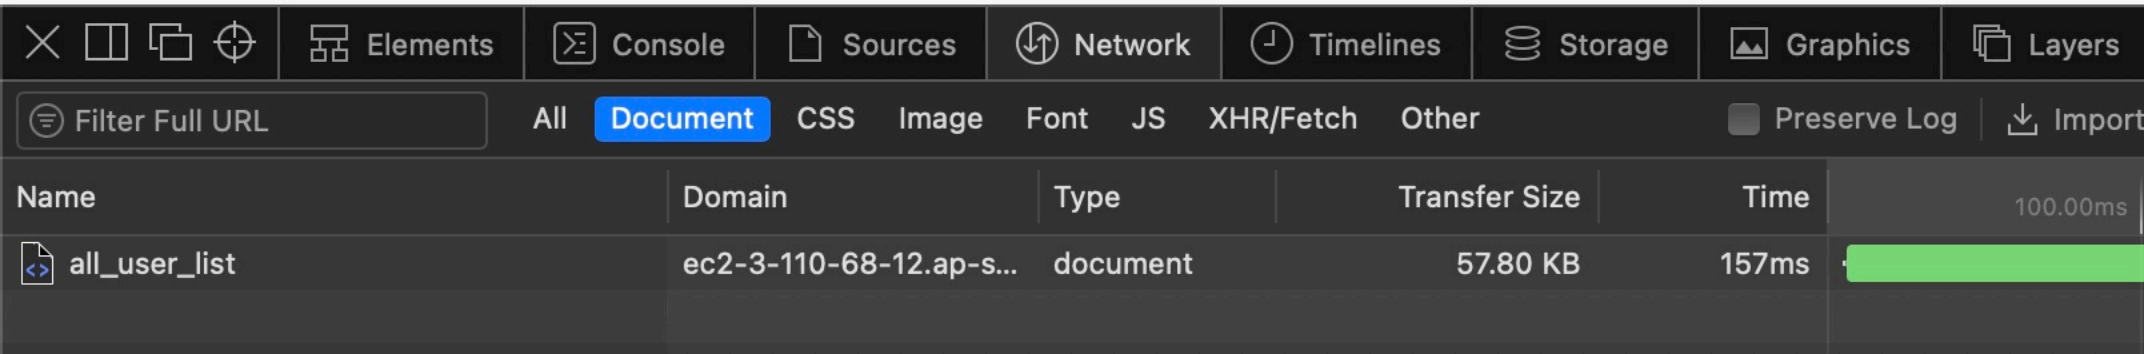 Elements Console Sources Network Timelines Storage Graphics Layers
Filter Full URL All Document CSS Image Font JS XHR/Fetch Other Preserve Log Import
Name Domain Type Transfer Size Time 100.00ms
all_user_list ec2-3-110-68-12.ap-s... document 57.80 KB 157ms